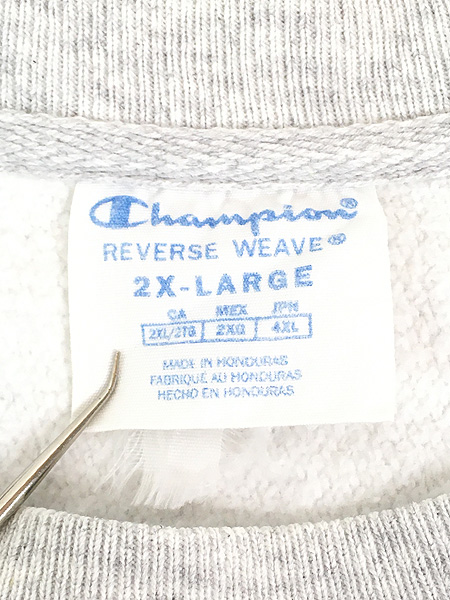 Champion®
REVERSE WEAVE®
2X-LARGE
CA MEX JPN
2XL/2TG 2XG 4XL
MADE IN HONDURAS
FABRIQUÉ AU HONDURAS
HECHO EN HONDURAS